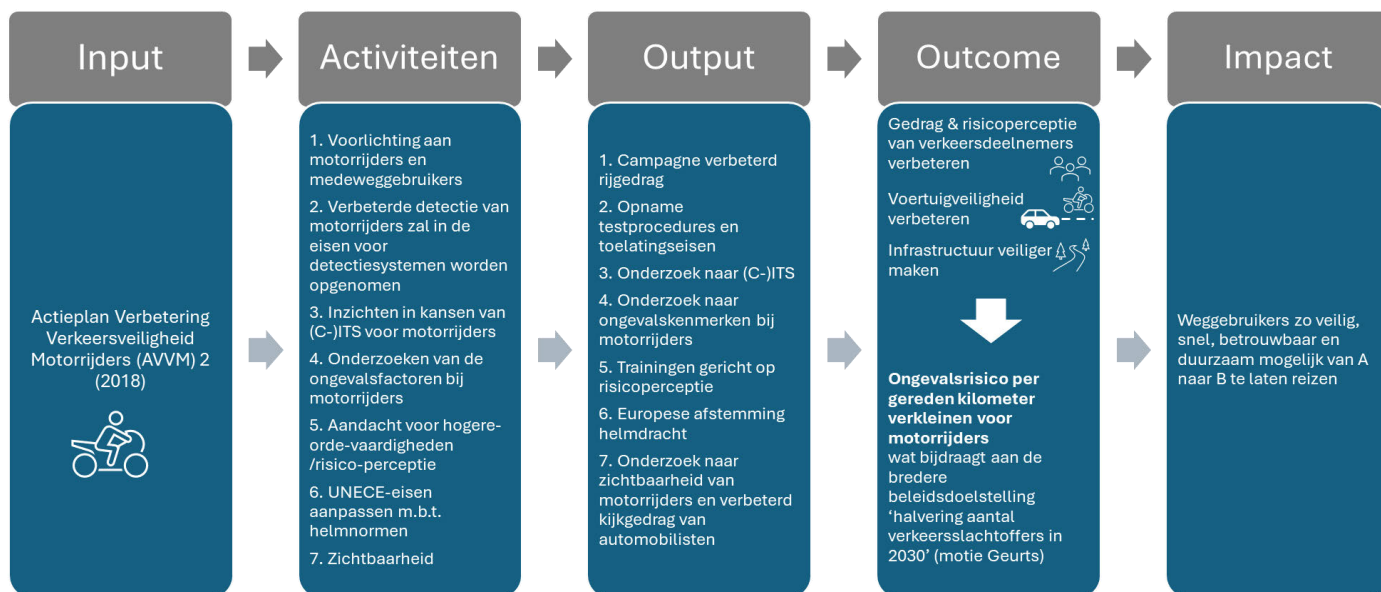 Input
Actieplan Verbetering
Verkeersveiligheid
Motorrijders (AVVM) 2
(2018)
Activiteiten
1. Voorlichting aan
motorrijders en
medeweggebruikers
2. Verbeterde detectie van
motorrijders zal in de
eisen voor
detectiesystemen worden
opgenomen
3. Inzichten in kansen van
(C-)ITS voor motorrijders
4. Onderzoeken van de
ongevalsfactoren bij
motorrijders
5. Aandacht voor hogere-
orde-vaardigheden
/risico-perceptie
6. UNECE-eisen
aanpassen m.b.t.
helmnormen
7. Zichtbaarheid
Output
1. Campagne verbeterd
rijgedrag
2. Opname
testprocedures en
toelatingseisen
3. Onderzoek naar (C-)ITS
4. Onderzoek naar
ongevalskenmerken bij
motorrijders
5. Trainingen gericht op
risicoperceptie
6. Europese afstemming
helmdracht
7. Onderzoek naar
zichtbaarheid van
motorrijders en verbeterd
kijkgedrag van
automobilisten
Outcome
Gedrag & risicoperceptie
van verkeersdeelnemers
verbeteren
Voertuigveiligheid
verbeteren
Infrastructuur veiliger
maken
Ongevalsrisico per
gereden kilometer
verkleinen voor
motorrijders
wat bijdraagt aan de
bredere
beleidsdoelstelling
‘halvering aantal
verkeersslachtoffers in
2030’ (motie Geurts)
Impact
Weggebruikers zo veilig,
snel, betrouwbaar en
duurzaam mogelijk van A
naar B te laten reizen